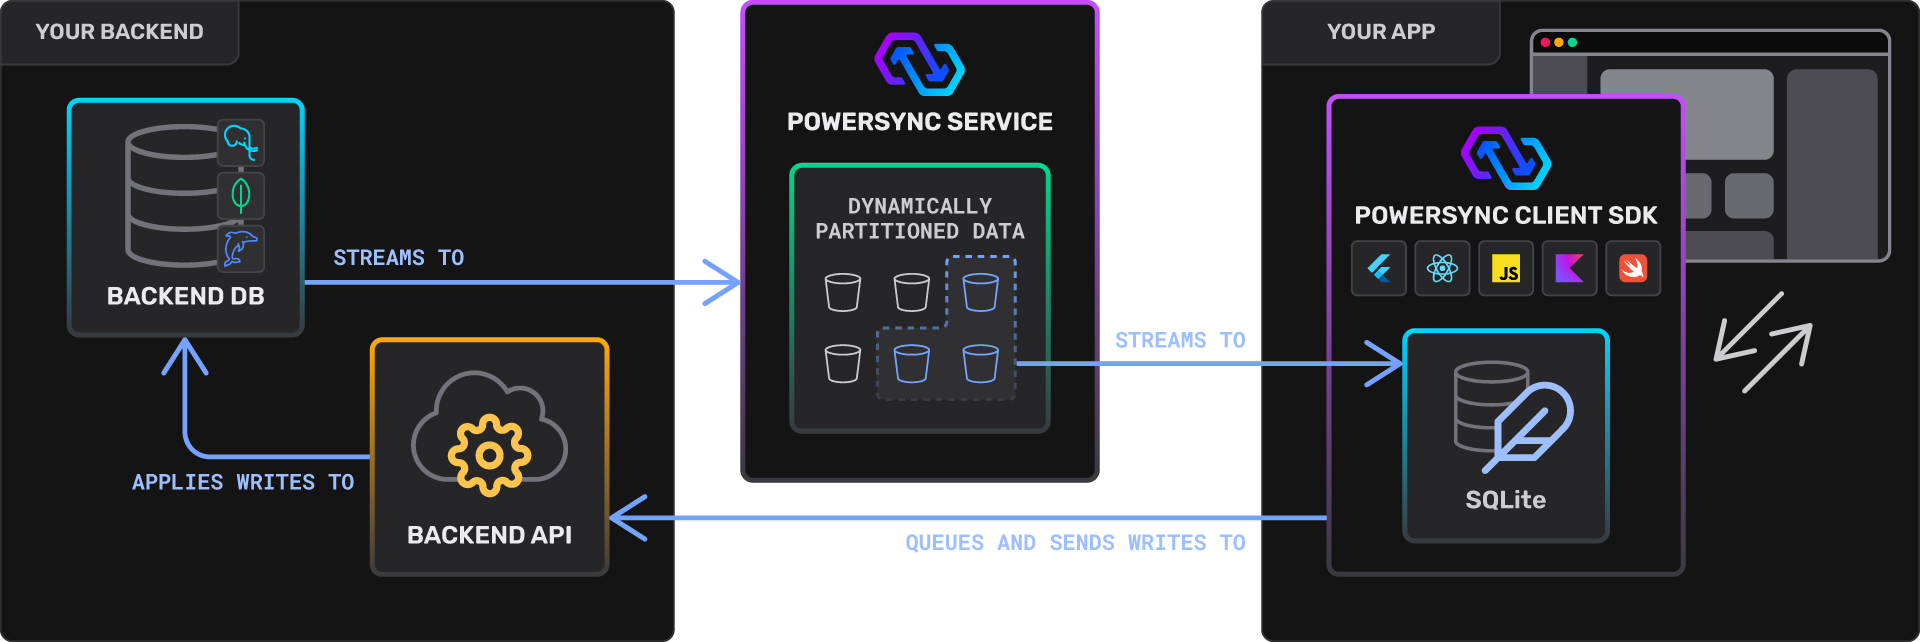 YOUR BACKEND
BACKEND DB
STREAMS TO
APPLIES WRITES TO
BACKEND API
POWERSYNC SERVICE
DYNAMICALLY
PARTITIONED DATA
STREAMS TO
QUEUES AND SENDS WRITES TO
YOUR APP
POWERSYNC CLIENT SDK
JS
SQLite